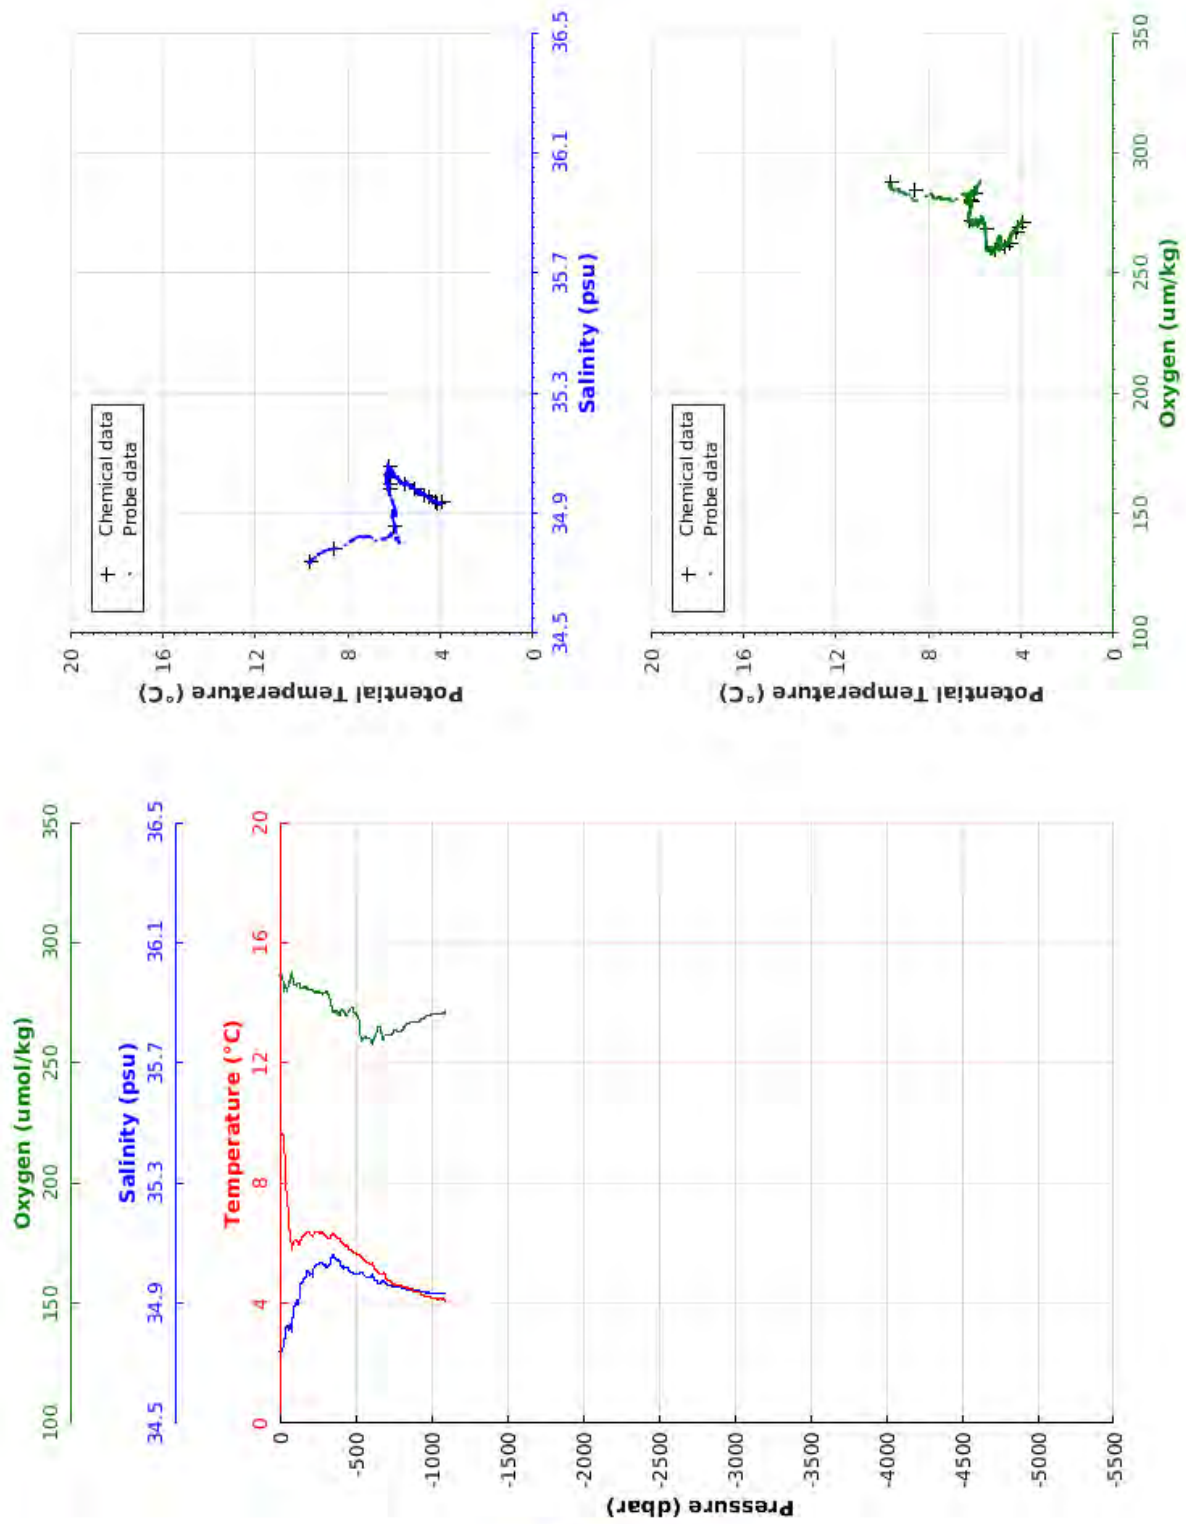 Oxygen (umol/kg)
100 150 200 250 300 350
Salinity (psu)
34.5 34.9 35.3 35.7 36.1 36.5
Temperature (°C)
0 4 8 12 16 20
Pressure (dbar)
0
-500
-1000
-1500
-2000
-2500
-3000
-3500
-4000
-4500
-5000
-5500
Potential Temperature (°C)
20
16
12
8
4
0
+ Chemical data
. Probe data
34.5 34.9 35.3 35.7 36.1 36.5
Salinity (psu)
Potential Temperature (°C)
20
16
12
8
4
0
+ Chemical data
. Probe data
100 150 200 250 300 350
Oxygen (um/kg)